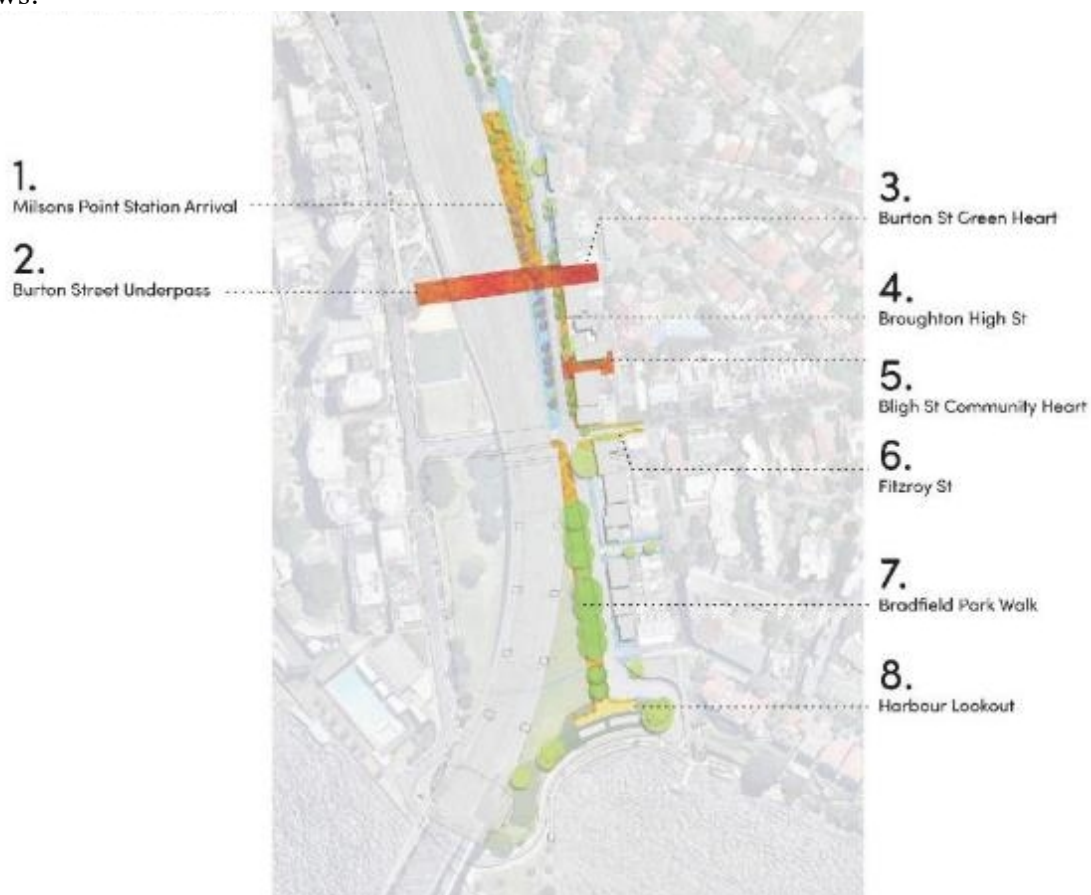 ws:
1.
Milsons Point Station Arrival
2.
Burton Street Underpass
3.
Burton St Green Heart
4.
Broughton High St
5.
Bligh St Community Heart
6.
Fitzroy St
7.
Bradfield Park Walk
8.
Harbour Lookout